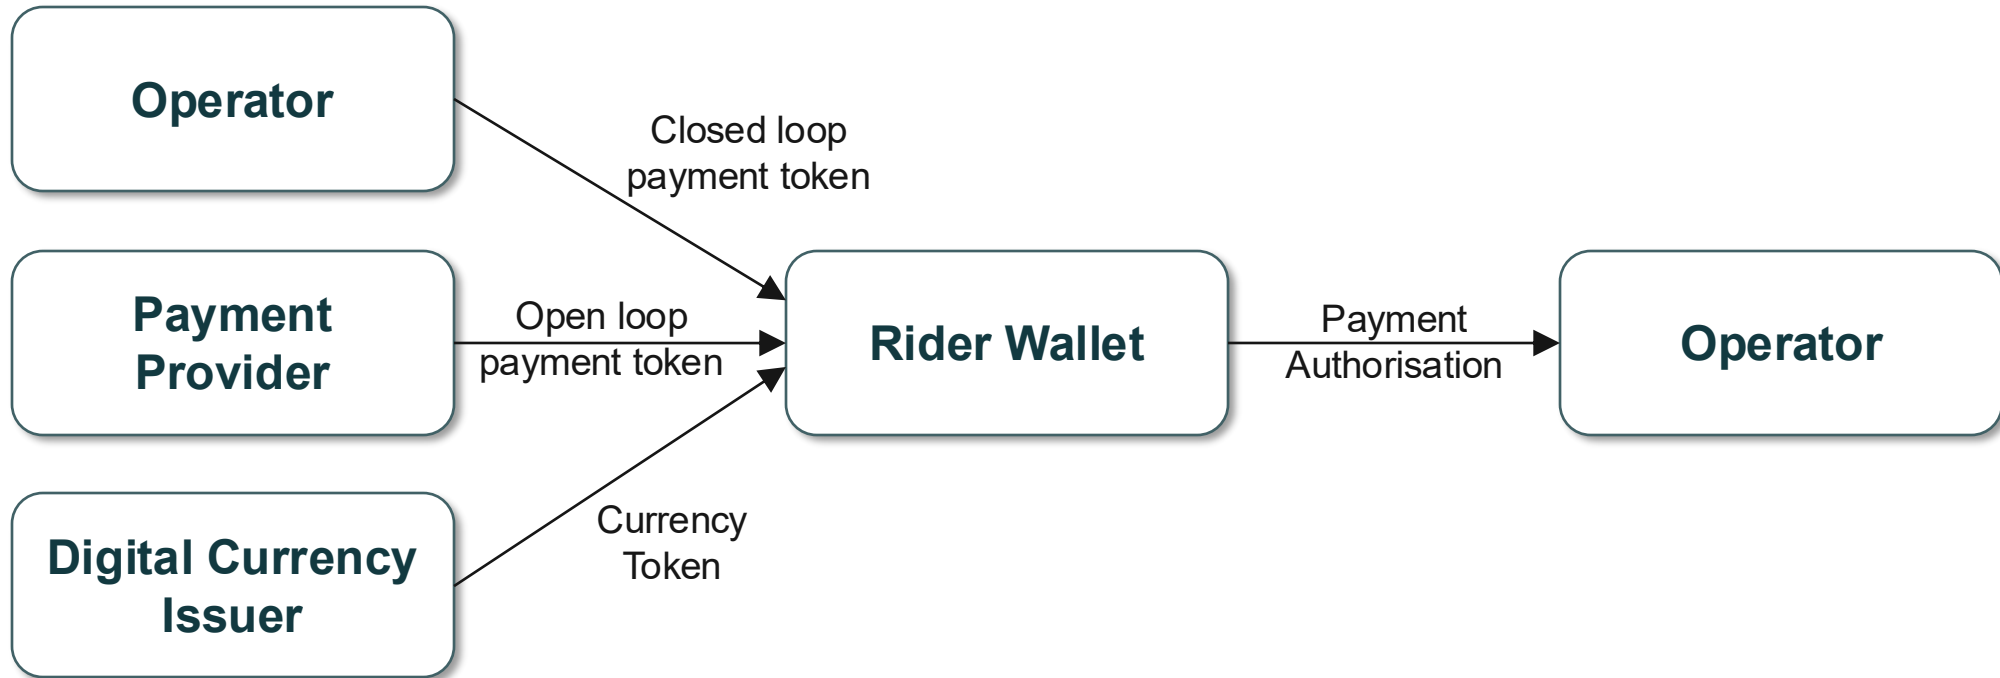 Operator
Closed loop
payment token
Payment
Provider
Open loop
payment token
Rider Wallet
Payment
Authorisation
Operator
Digital Currency
Issuer
Currency
Token